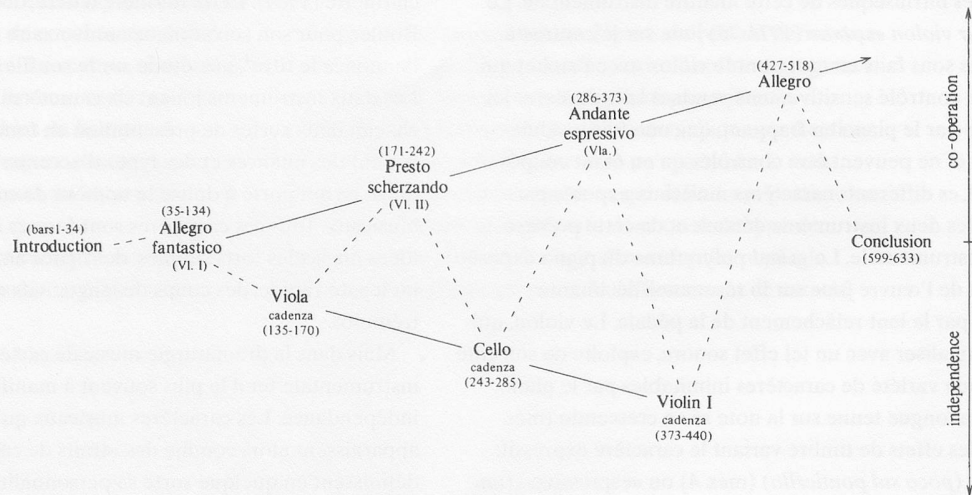 (bars1-34)
Introduction
(35-134)
Allegro
fantastico
(Vl. I)
Viola
cadenza
(135-170)
(171-242)
Presto
scherzando
(Vl. II)
Cello
cadenza
(243-285)
(286-373)
Andante
espressivo
(Vla.)
Violin I
cadenza
(373-440)
(427-518)
Allegro
Conclusion
(599-633)
co-operation
independence